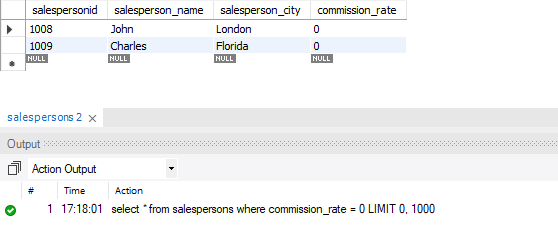 salespersonid salesperson_name salesperson_city commission_rate
1008 John London 0
1009 Charles Florida 0
NULL NULL NULL NULL
salespersons 2
Output
Action Output
# Time Action
1 17:18:01 select * from salespersons where commission_rate = 0 LIMIT 0, 1000